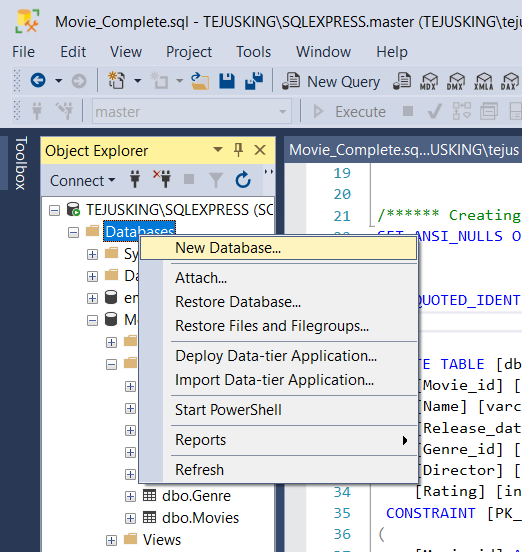 Movie_Complete.sql - TEJUSKING\SQLEXPRESS.master (TEJUSKING\tej
File Edit View Project Tools Window Help
New Query MDX DMX XMLA DAX
master Execute
Toolbox
Object Explorer
Connect
TEJUSKING\SQLEXPRESS (SC
Databases
Sy
Da
en
M
dbo.Genre
dbo.Movies
Views
New Database...
Attach...
Restore Database...
Restore Files and Filegroups...
Deploy Data-tier Application...
Import Data-tier Application...
Start PowerShell
Reports
Refresh
Movie_Complete.sq...USKING\tejus
19
20
21 /****** Creating
SET ANSI_NULLS O
QUOTED_IDENT
TE TABLE [db
[Movie_id] [
[Name] [varc
[Release_dat
[Genre_id] [
[Director] [
34 [Rating] [in
35 CONSTRAINT [PK_
36 (